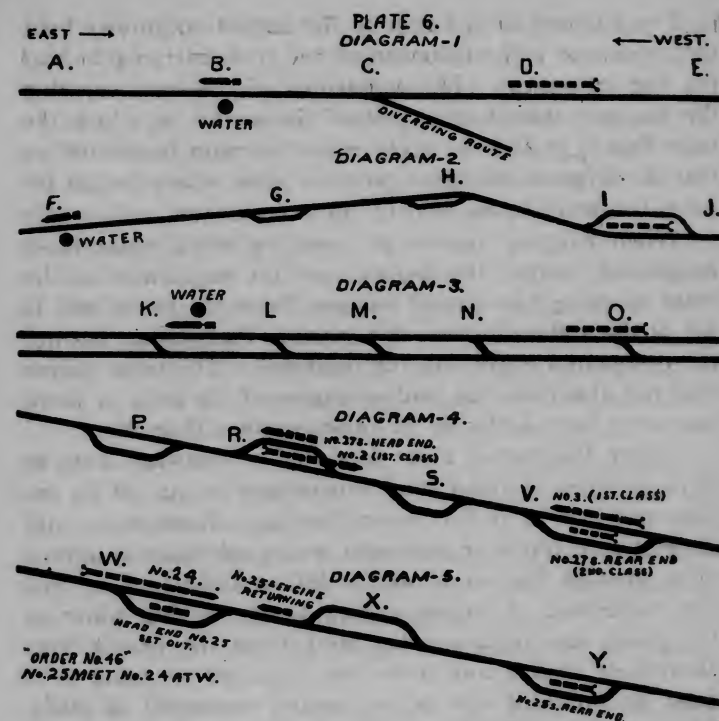 PLATE 6.
DIAGRAM-1
EAST → ← WEST.
A. B. C. D. E.
WATER
DIVERGING ROUTE
DIAGRAM-2
F. G. H. I J.
WATER
DIAGRAM-3
WATER
K. L M. N. O.
DIAGRAM-4.
P. R. No.27s. HEAD END.
No.2 (1ST. CLASS)
S. V. No.3. (1ST. CLASS)
No.27s. REAR END
(2ND. CLASS)
DIAGRAM-5.
W. No.24. No.25s ENGINE
RETURNING
X.
HEAD END No.25
SET OUT.
"ORDER No.46"
No.25 MEET No.24 AT W.
Y.
No.25s. REAR END.